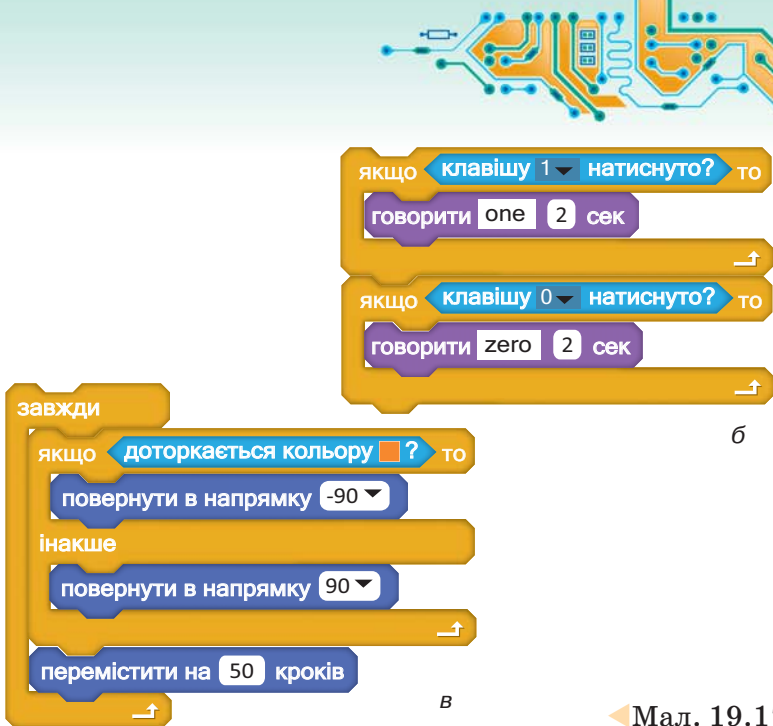 якщо клавішу 1 натиснуто? то
говорити one 2 сек
якщо клавішу 0 натиснуто? то
говорити zero 2 сек
б
завжди
якщо доторкається кольору ? то
повернути в напрямку -90
інакше
повернути в напрямку 90
перемістити на 50 кроків
в
Мал. 19.1